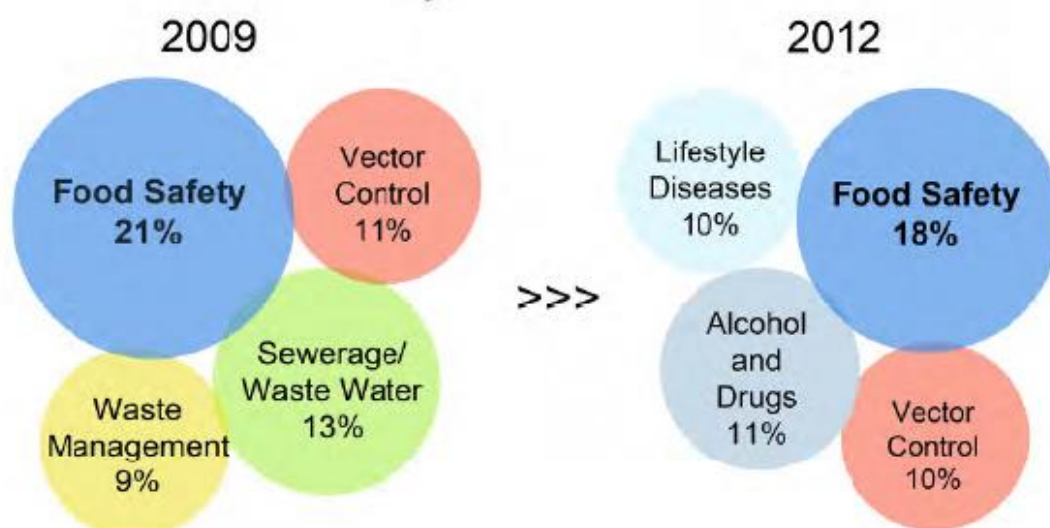 2009
Food Safety
21%
Vector
Control
11%
Sewerage/
Waste Water
13%
Waste
Management
9%
>>>
2012
Lifestyle
Diseases
10%
Food Safety
18%
Alcohol
and
Drugs
11%
Vector
Control
10%